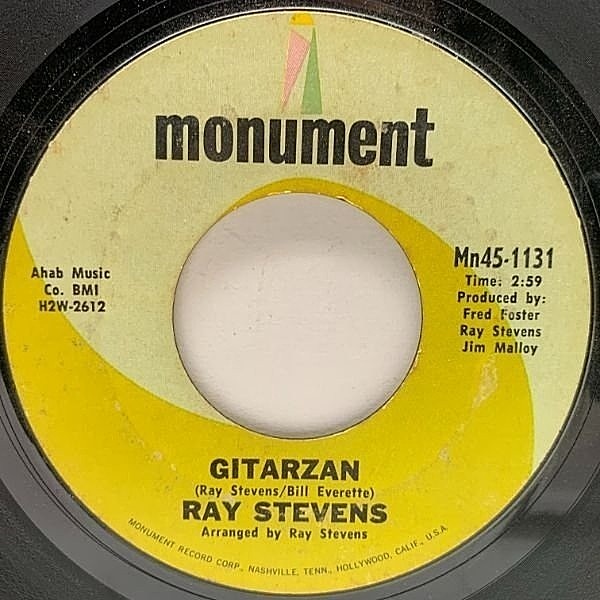 monument
Ahab Music
Co. BMI
H2W-2612
Mn45-1131
Time: 2:59
Produced by:
Fred Foster
Ray Stevens
Jim Malloy
GITARZAN
(Ray Stevens/Bill Everette)
RAY STEVENS
Arranged by Ray Stevens
MONUMENT RECORD CORP., NASHVILLE, TENN., HOLLYWOOD, CALIF., U.S.A.